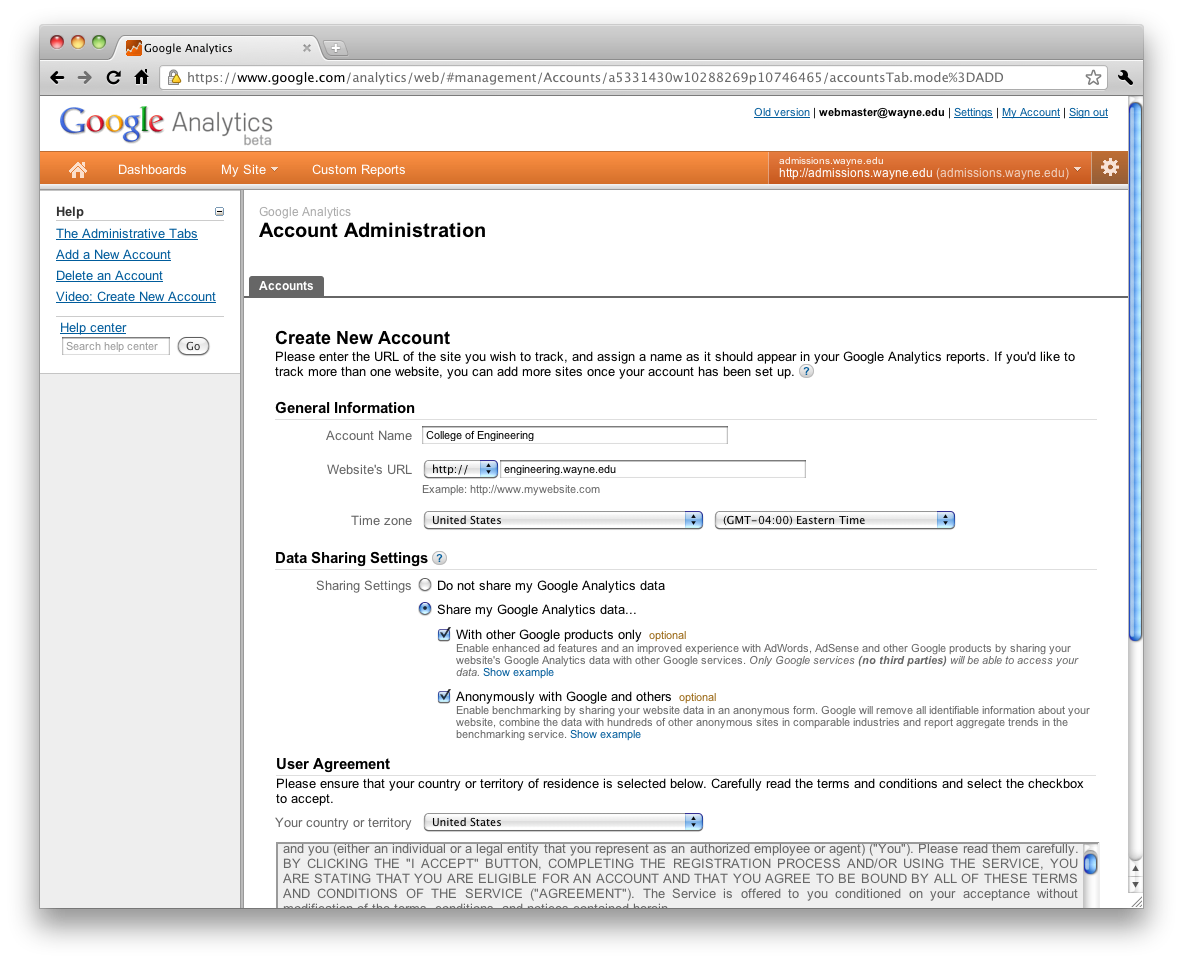 Google Analytics
https://www.google.com/analytics/web/#management/Accounts/a5331430w10288269p10746465/accountsTab.mode%3DADD
Google Analytics
beta
Old version | webmaster@wayne.edu | Settings | My Account | Sign out
Dashboards My Site Custom Reports
admissions.wayne.edu
http://admissions.wayne.edu (admissions.wayne.edu)
Help
The Administrative Tabs
Add a New Account
Delete an Account
Video: Create New Account
Help center
Search help center Go
Google Analytics
Account Administration
Accounts
Create New Account
Please enter the URL of the site you wish to track, and assign a name as it should appear in your Google Analytics reports. If you'd like to
track more than one website, you can add more sites once your account has been set up. ?
General Information
Account Name College of Engineering
Website's URL http:// engineering.wayne.edu
Example: http://www.mywebsite.com
Time zone United States (GMT-04:00) Eastern Time
Data Sharing Settings ?
Sharing Settings Do not share my Google Analytics data
Share my Google Analytics data...
With other Google products only optional
Enable enhanced ad features and an improved experience with AdWords, AdSense and other Google products by sharing your
website's Google Analytics data with other Google services. Only Google services (no third parties) will be able to access your
data. Show example
Anonymously with Google and others optional
Enable benchmarking by sharing your website data in an anonymous form. Google will remove all identifiable information about your
website, combine the data with hundreds of other anonymous sites in comparable industries and report aggregate trends in the
benchmarking service. Show example
User Agreement
Please ensure that your country or territory of residence is selected below. Carefully read the terms and conditions and select the checkbox
to accept.
Your country or territory United States
and you (either an individual or a legal entity that you represent as an authorized employee or agent) ("You"). Please read them carefully.
BY CLICKING THE "I ACCEPT" BUTTON, COMPLETING THE REGISTRATION PROCESS AND/OR USING THE SERVICE, YOU
ARE STATING THAT YOU ARE ELIGIBLE FOR AN ACCOUNT AND THAT YOU AGREE TO BE BOUND BY ALL OF THESE TERMS
AND CONDITIONS OF THE SERVICE ("AGREEMENT"). The Service is offered to you conditioned on your acceptance without
modification of the terms, conditions, and notices contained herein.